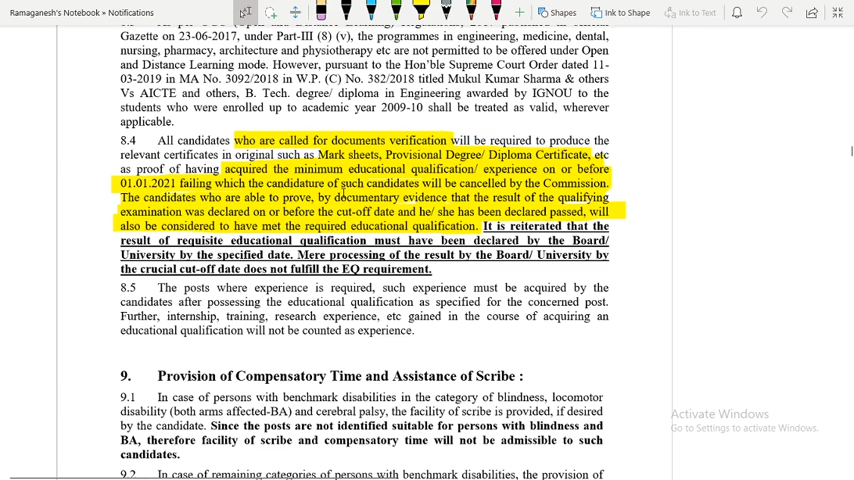 Ramaganesh's Notebook » Notifications
Shapes
Ink to Shape
Ink to Text
Gazette on 23-06-2017, under Part-III (8) (v), the programmes in engineering, medicine, dental,
nursing, pharmacy, architecture and physiotherapy etc are not permitted to be offered under Open
and Distance Learning mode. However, pursuant to the Hon'ble Supreme Court Order dated 11-
03-2019 in MA No. 3092/2018 in W.P. (C) No. 382/2018 titled Mukul Kumar Sharma & others
Vs AICTE and others, B. Tech. degree/ diploma in Engineering awarded by IGNOU to the
students who were enrolled up to academic year 2009-10 shall be treated as valid, wherever
applicable.
8.4 All candidates who are called for documents verification will be required to produce the
relevant certificates in original such as Mark sheets, Provisional Degree/ Diploma Certificate, etc
as proof of having acquired the minimum educational qualification/ experience on or before
01.01.2021 failing which the candidature of such candidates will be cancelled by the Commission.
The candidates who are able to prove, by documentary evidence that the result of the qualifying
examination was declared on or before the cut-off date and he/ she has been declared passed, will
also be considered to have met the required educational qualification. It is reiterated that the
result of requisite educational qualification must have been declared by the Board/
University by the specified date. Mere processing of the result by the Board/ University by
the crucial cut-off date does not fulfill the EQ requirement.
8.5 The posts where experience is required, such experience must be acquired by the
candidates after possessing the educational qualification as specified for the concerned post.
Further, internship, training, research experience, etc gained in the course of acquiring an
educational qualification will not be counted as experience.
9. Provision of Compensatory Time and Assistance of Scribe :
9.1 In case of persons with benchmark disabilities in the category of blindness, locomotor
disability (both arms affected-BA) and cerebral palsy, the facility of scribe is provided, if desired
by the candidate. Since the posts are not identified suitable for persons with blindness and
BA, therefore facility of scribe and compensatory time will not be admissible to such
candidates.
9.2 In case of remaining categories of persons with benchmark disabilities, the provision of
Activate Windows
Go to Settings to activate Windows.